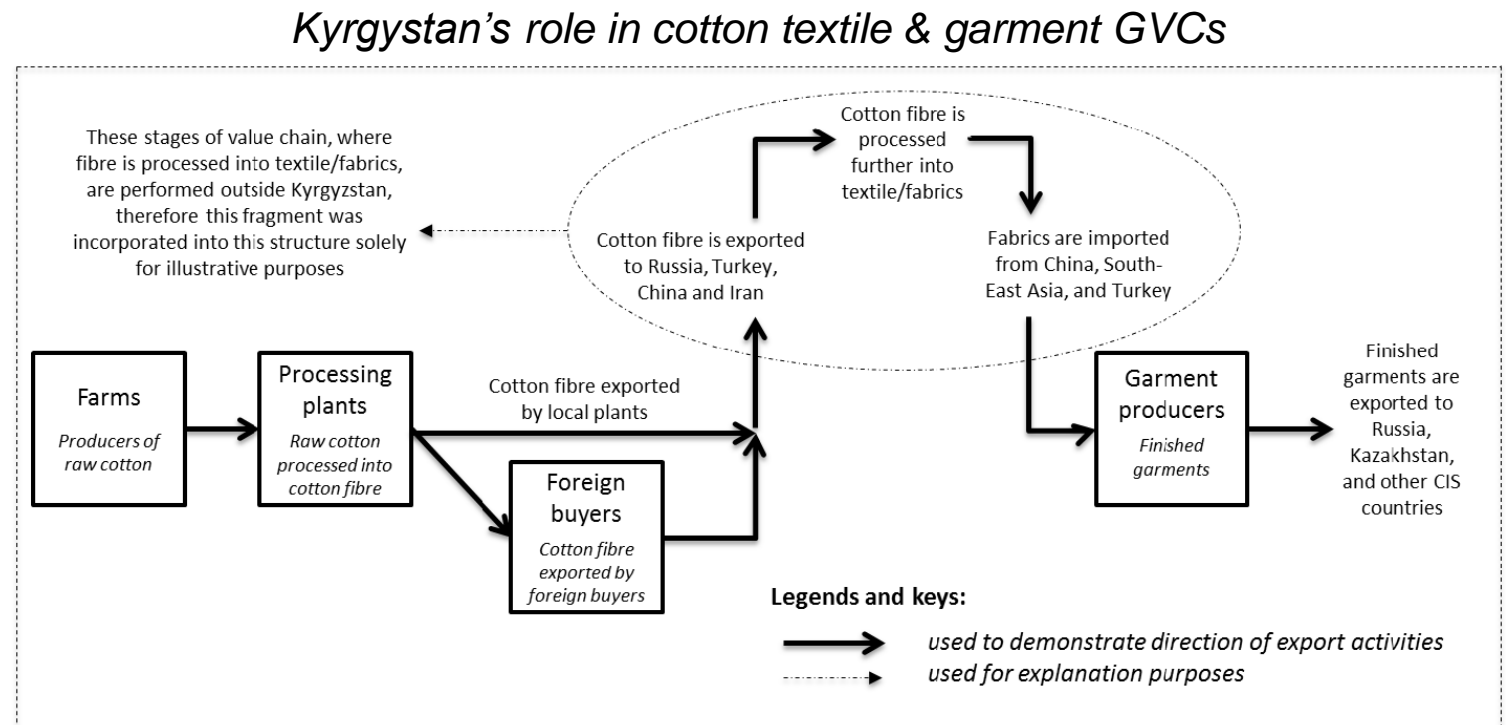 Kyrgystan's role in cotton textile & garment GVCs
These stages of value chain, where
fibre is processed into textile/fabrics,
are performed outside Kyrgyzstan,
therefore this fragment was
incorporated into this structure solely
for illustrative purposes
Cotton fibre is
processed
further into
textile/fabrics
Cotton fibre is exported
to Russia, Turkey,
China and Iran
Fabrics are imported
from China, South-
East Asia, and Turkey
Farms
Producers of
raw cotton
Processing
plants
Raw cotton
processed into
cotton fibre
Cotton fibre exported
by local plants
Foreign
buyers
Cotton fibre
exported by
foreign buyers
Garment
producers
Finished
garments
Finished
garments are
exported to
Russia,
Kazakhstan,
and other CIS
countries
Legends and keys:
used to demonstrate direction of export activities
used for explanation purposes